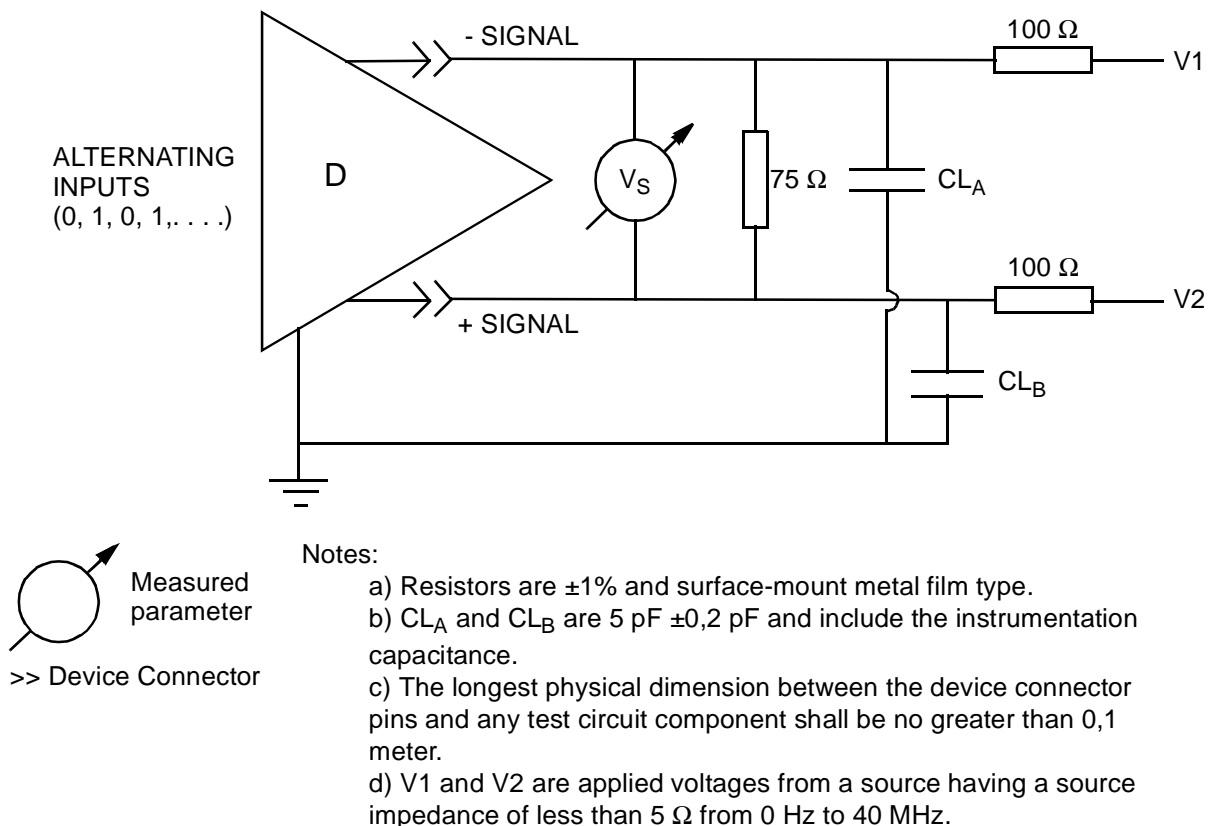 - SIGNAL
100 Ω
V1
ALTERNATING
INPUTS
(0, 1, 0, 1,. . . .)
D
VS
75 Ω
CLA
100 Ω
V2
+ SIGNAL
CLB
Measured
parameter
>> Device Connector
Notes:
a) Resistors are ±1% and surface-mount metal film type.
b) CLA and CLB are 5 pF ±0,2 pF and include the instrumentation
capacitance.
c) The longest physical dimension between the device connector
pins and any test circuit component shall be no greater than 0,1
meter.
d) V1 and V2 are applied voltages from a source having a source
impedance of less than 5 Ω from 0 Hz to 40 MHz.